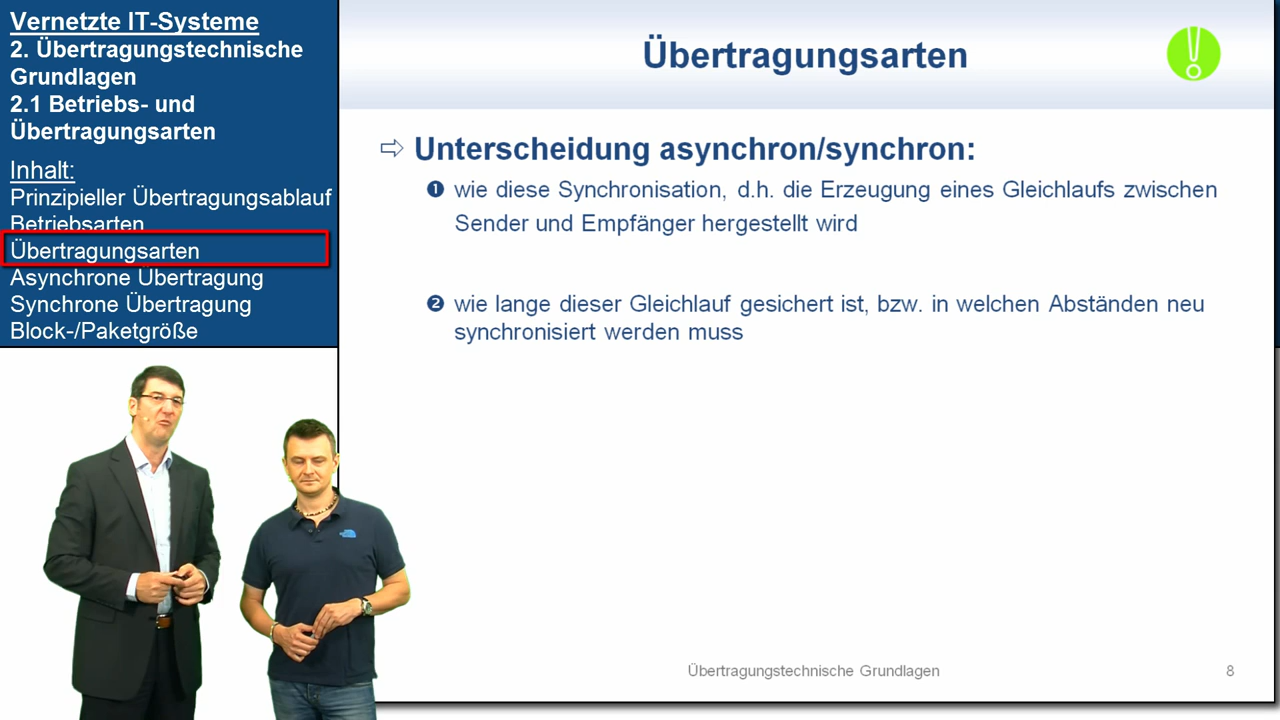 Vernetzte IT-Systeme
2. Übertragungstechnische
Grundlagen
2.1 Betriebs- und
Übertragungsarten
Inhalt:
Prinzipieller Übertragungsablauf
Betriebsarten
Übertragungsarten
Asynchrone Übertragung
Synchrone Übertragung
Block-/Paketgröße
Übertragungsarten
⇨ Unterscheidung asynchron/synchron:
❶ wie diese Synchronisation, d.h. die Erzeugung eines Gleichlaufs zwischen
Sender und Empfänger hergestellt wird
❷ wie lange dieser Gleichlauf gesichert ist, bzw. in welchen Abständen neu
synchronisiert werden muss
Übertragungstechnische Grundlagen
8